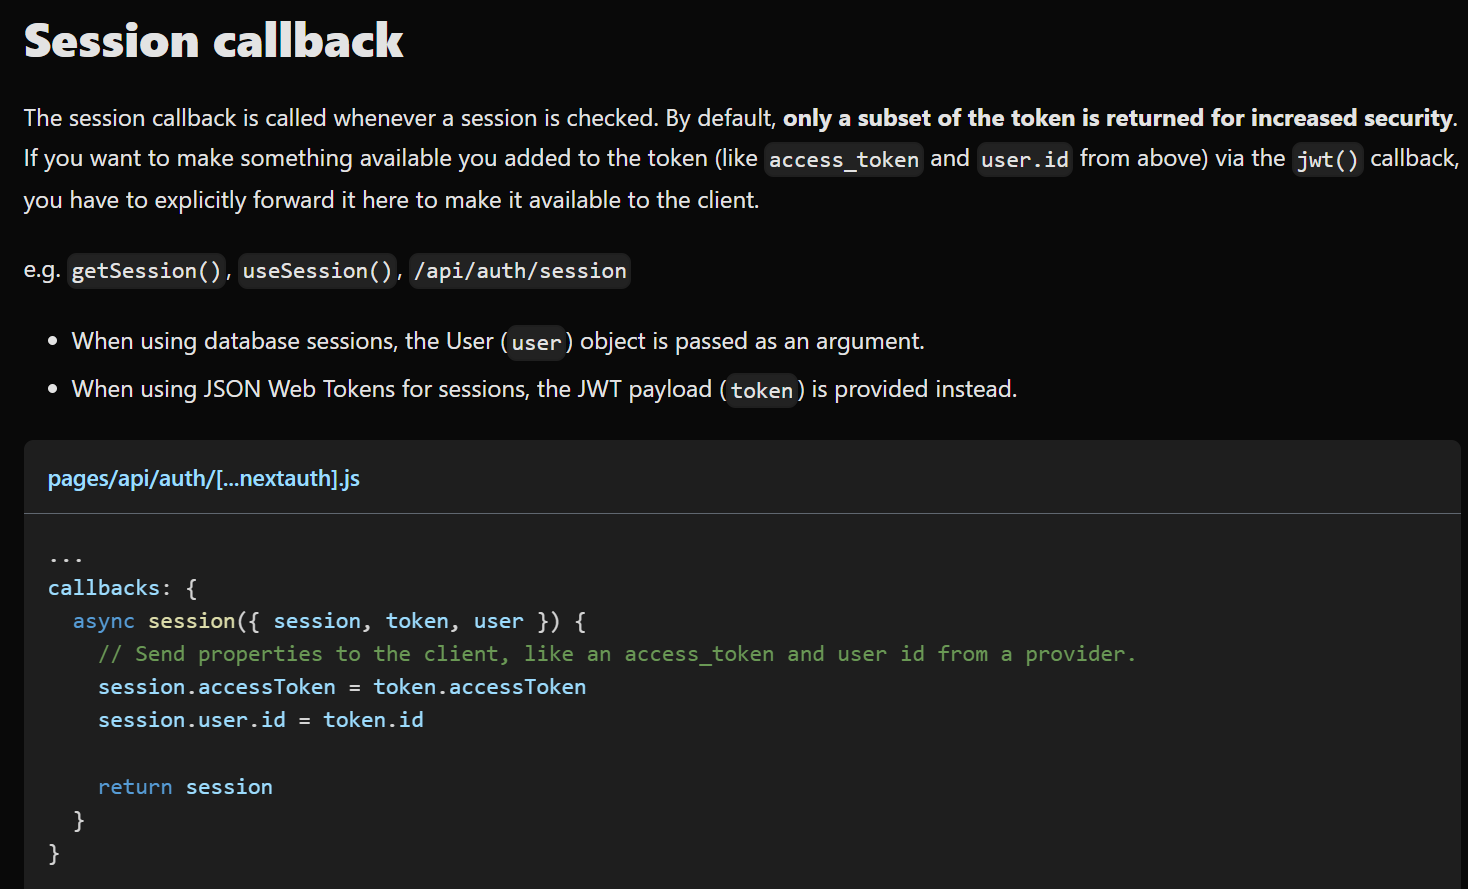 Session callback
The session callback is called whenever a session is checked. By default, only a subset of the token is returned for increased security.
If you want to make something available you added to the token (like access_token and user.id from above) via the jwt() callback,
you have to explicitly forward it here to make it available to the client.
e.g. getSession(), useSession(), /api/auth/session
• When using database sessions, the User (user) object is passed as an argument.
• When using JSON Web Tokens for sessions, the JWT payload (token) is provided instead.
pages/api/auth/[...nextauth].js
...
callbacks: {
  async session({ session, token, user }) {
    // Send properties to the client, like an access_token and user id from a provider.
    session.accessToken = token.accessToken
    session.user.id = token.id
    return session
  }
}